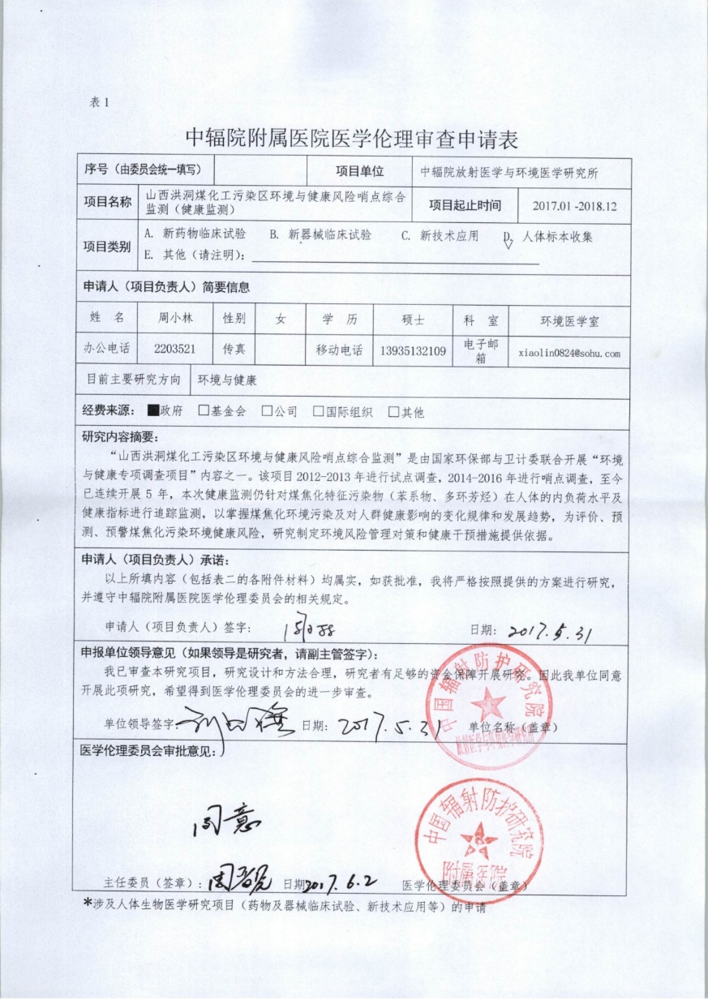 表1
中辐院附属医院医学伦理审查申请表
序号（由委员会统一填写） 项目单位 中辐院放射医学与环境医学研究所
项目名称 山西洪洞煤化工污染区环境与健康风险哨点综合
监测（健康监测） 项目起止时间 2017.01-2018.12
项目类别 A. 新药物临床试验 B. 新器械临床试验 C. 新技术应用 D. 人体标本收集
E. 其他（请注明）：
申请人（项目负责人）简要信息
姓 名 周小林 性别 女 学 历 硕士 科 室 环境医学室
办公电话 2203521 传真 移动电话 13935132109 电子邮
箱 xiaolin0824@sohu.com
目前主要研究方向 环境与健康
经费来源： ■政府 □基金会 □公司 □国际组织 □其他
研究内容摘要：
“山西洪洞煤化工污染区环境与健康风险哨点综合监测”是由国家环保部与卫计委联合开展“环境
与健康专项调查项目”内容之一。该项目 2012-2013 年进行试点调查，2014-2016 年进行哨点调查，至今
已连续开展 5 年，本次健康监测仍针对煤焦化特征污染物（苯系物、多环芳烃）在人体的内负荷水平及
健康指标进行追踪监测，以掌握煤焦化环境污染及对人群健康影响的变化规律和发展趋势，为评价、预
测、预警煤焦化污染环境健康风险，研究制定环境风险管理对策和健康干预措施提供依据。
申请人（项目负责人）承诺：
以上所填内容（包括表二的各附件材料）均属实，如获批准，我将严格按照提供的方案进行研究，
并遵守中辐院附属医院医学伦理委员会的相关规定。
申请人（项目负责人）签字： 日期： 2017.5.31
申报单位领导意见（如果领导是研究者，请副主管签字）：
我已审查本研究项目，研究设计和方法合理，研究者有足够的资金保障开展研究。因此我单位同意
开展此项研究，希望得到医学伦理委员会的进一步审查。
单位领导签字： 日期： 2017.5.31 单位名称（盖章）
中国辐射防护研究院
放射医学与环境医学研究所
医学伦理委员会审批意见：
同意
中国辐射防护研究院
附属医院
主任委员（签章）： 日期 2017.6.2 医学伦理委员会（盖章）
*涉及人体生物医学研究项目（药物及器械临床试验、新技术应用等）的申请